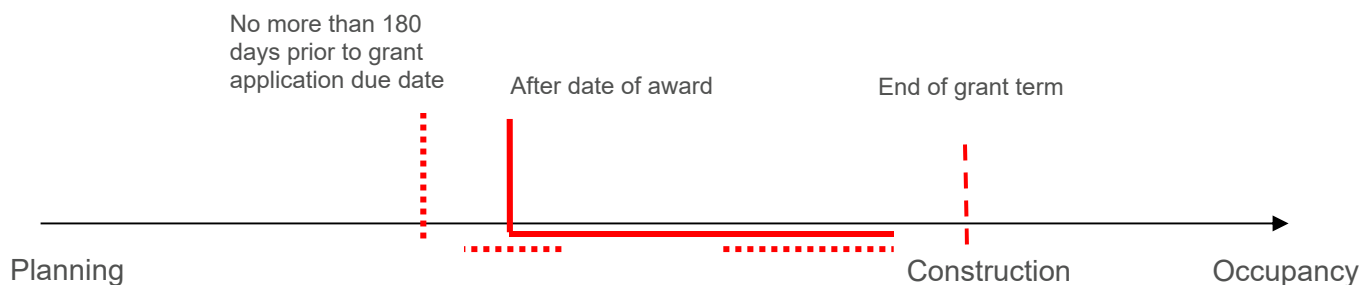 No more than 180
days prior to grant
application due date
After date of award
End of grant term
Planning
Construction
Occupancy